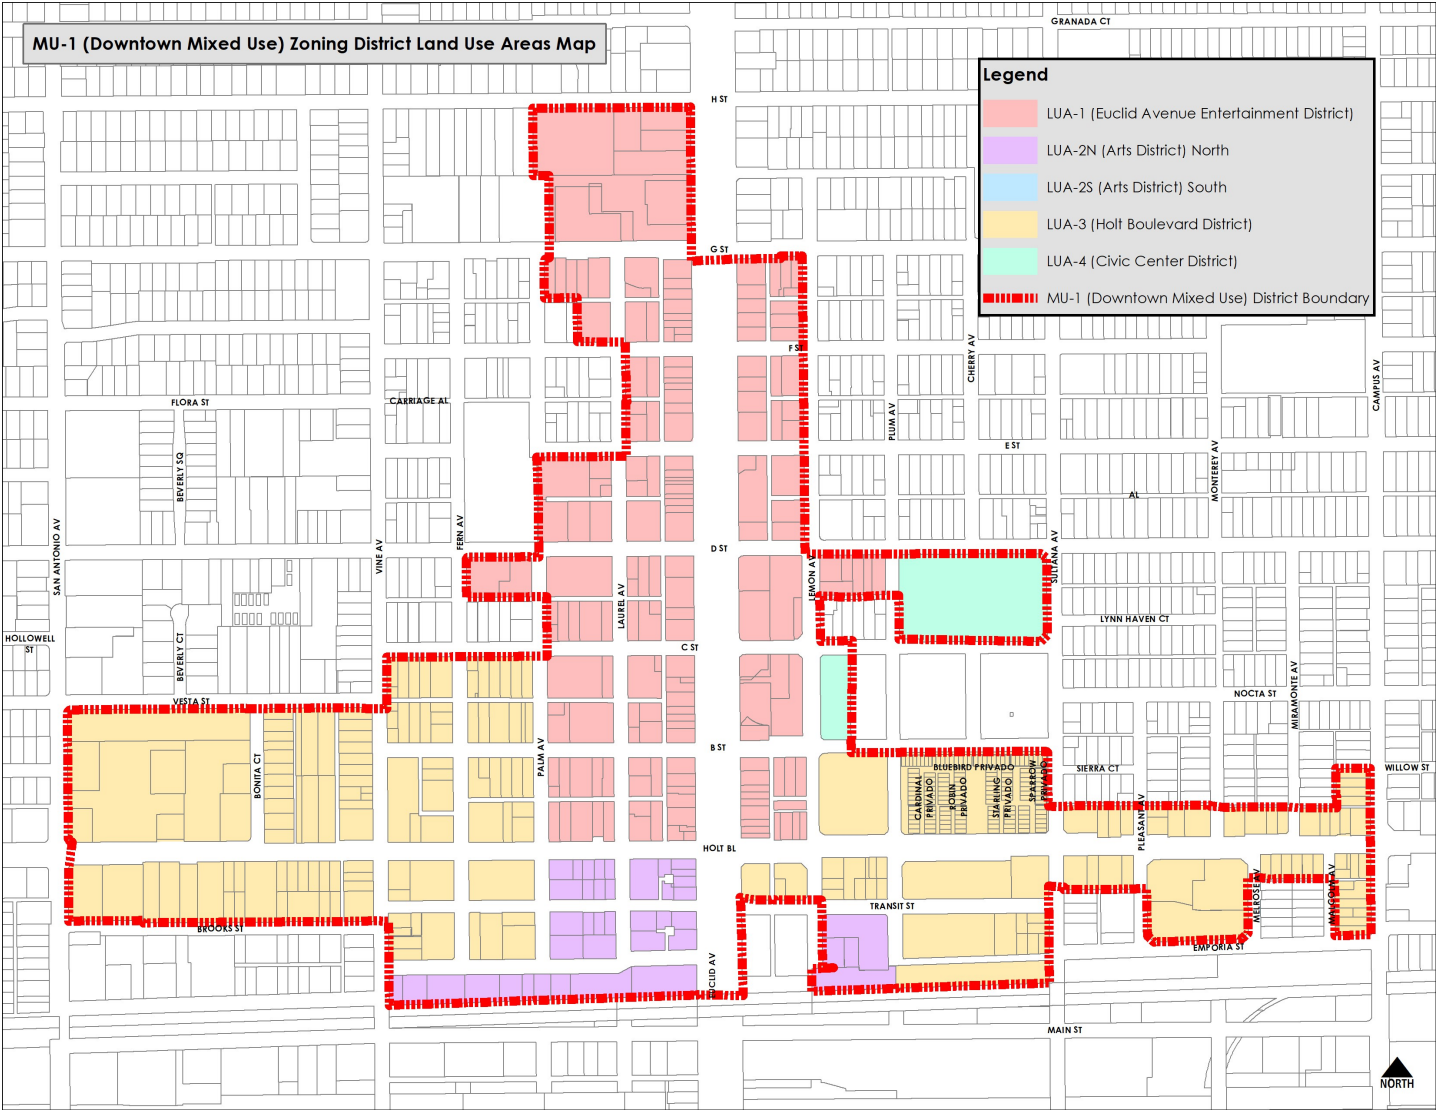 GRANADA CT
MU-1 (Downtown Mixed Use) Zoning District Land Use Areas Map
Legend
LUA-1 (Euclid Avenue Entertainment District)
LUA-2N (Arts District) North
LUA-2S (Arts District) South
LUA-3 (Holt Boulevard District)
LUA-4 (Civic Center District)
MU-1 (Downtown Mixed Use) District Boundary
H ST
G ST
F ST
CHERRY AV
CAMPUS AV
FLORA ST
CARRIAGE AL
PLUM AV
E ST
BEVERLY SQ
MONTEREY AV
AL
SAN ANTONIO AV
VINE AV
FERN AV
D ST
SULTANA AV
LEMON AV
LAUREL AV
LYNN HAVEN CT
HOLLOWELL
ST
BEVERLY CT
C ST
NOCTA ST
MIRAMONTE AV
VESTA ST
B ST
PALM AV
BONITA CT
BLUEBIRD PRIVADO
SIERRA CT
WILLOW ST
CARDINAL
PRIVADO
ROBIN
PRIVADO
STARLING
PRIVADO
SPARROW
PRIVADO
PLEASANT AV
HOLT BL
MELROSE AV
MALCOLM AV
TRANSIT ST
BROOKS ST
EMPORIA ST
EUCLID AV
MAIN ST
NORTH